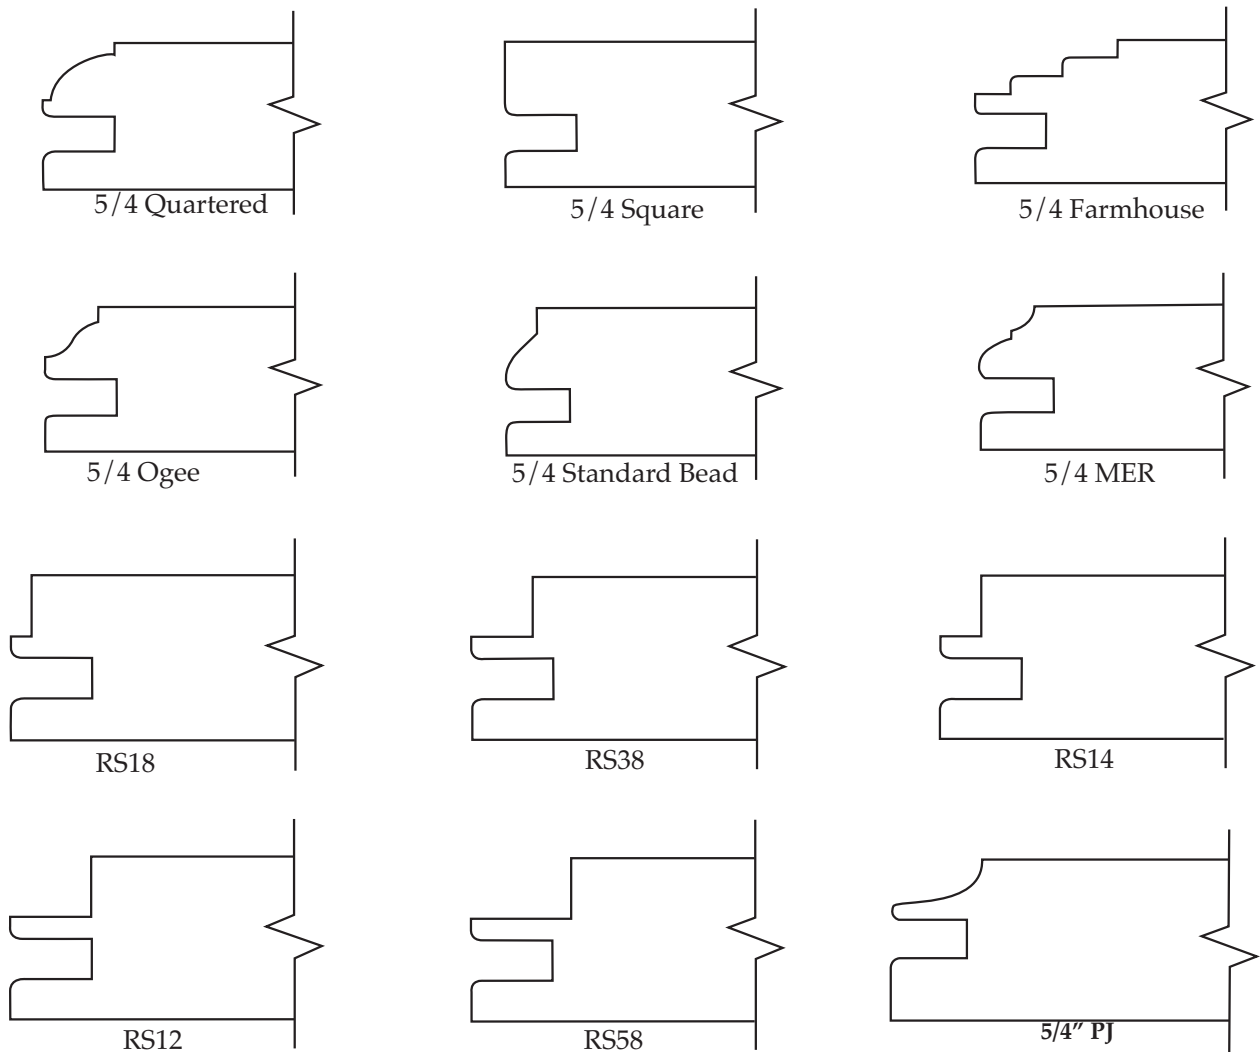 5/4 Quartered
5/4 Square
5/4 Farmhouse
5/4 Ogee
5/4 Standard Bead
5/4 MER
RS18
RS38
RS14
RS12
RS58
5/4” PJ